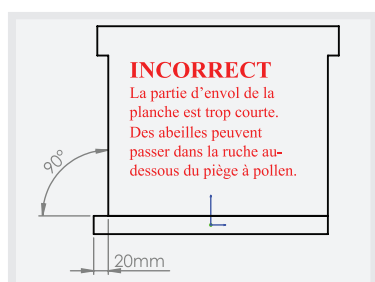 INCORRECT
La partie d'envol de la
planche est trop courte.
Des abeilles peuvent
passer dans la ruche au-
dessous du piège à pollen.
90°
20mm